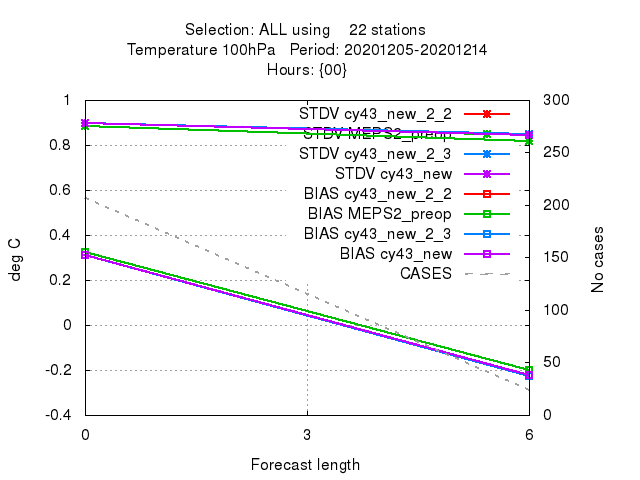 Selection: ALL using 22 stations
Temperature 100hPa Period: 20201205-20201214
Hours: {00}
1
0.8
0.6
0.4
0.2
0
-0.2
-0.4
deg C
300
250
200
150
100
50
0
No cases
STDV cy43_new_2_2
STDV MEPS2_preop
STDV cy43_new_2_3
STDV cy43_new
BIAS cy43_new_2_2
BIAS MEPS2_preop
BIAS cy43_new_2_3
BIAS cy43_new
CASES
0 3 6
Forecast length